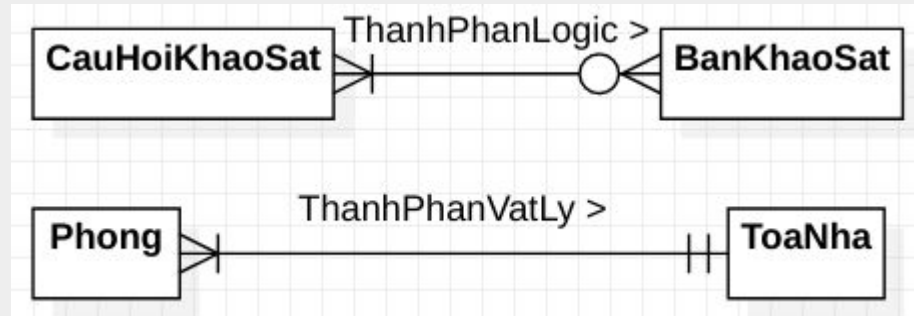 ThanhPhanLogic >
CauHoiKhaoSat
BanKhaoSat
ThanhPhanVatLy >
Phong
ToaNha